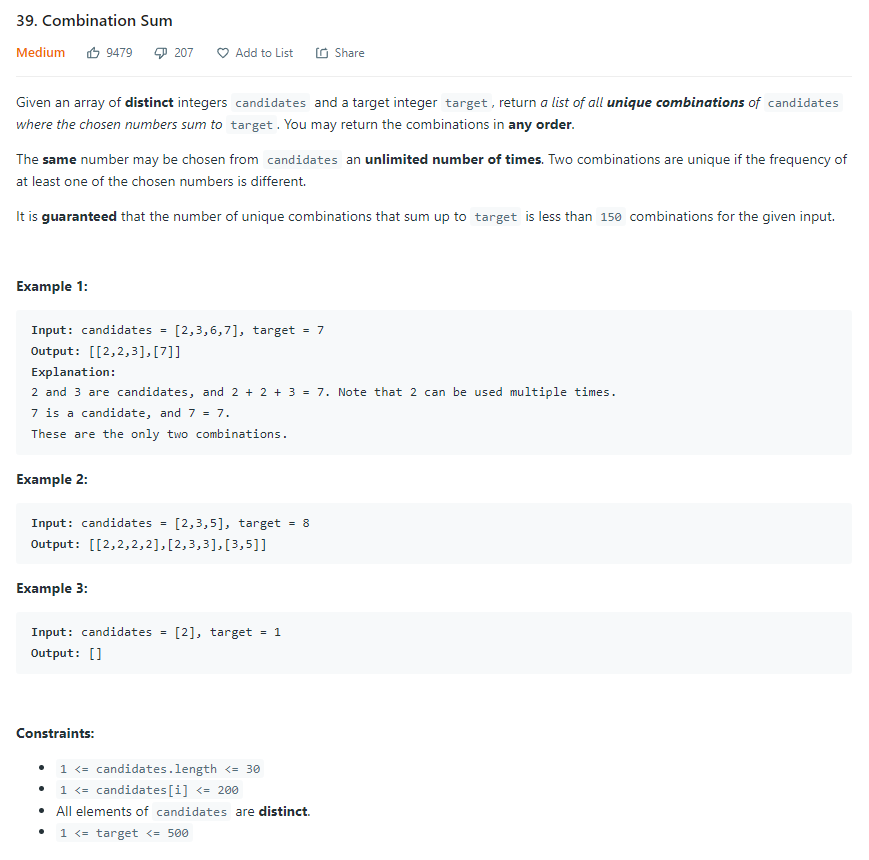 39. Combination Sum
Medium 9479 207 Add to List Share
Given an array of distinct integers candidates and a target integer target, return a list of all unique combinations of candidates
where the chosen numbers sum to target. You may return the combinations in any order.
The same number may be chosen from candidates an unlimited number of times. Two combinations are unique if the frequency of
at least one of the chosen numbers is different.
It is guaranteed that the number of unique combinations that sum up to target is less than 150 combinations for the given input.
Example 1:
Input: candidates = [2,3,6,7], target = 7
Output: [[2,2,3],[7]]
Explanation:
2 and 3 are candidates, and 2 + 2 + 3 = 7. Note that 2 can be used multiple times.
7 is a candidate, and 7 = 7.
These are the only two combinations.
Example 2:
Input: candidates = [2,3,5], target = 8
Output: [[2,2,2,2],[2,3,3],[3,5]]
Example 3:
Input: candidates = [2], target = 1
Output: []
Constraints:
• 1 <= candidates.length <= 30
• 1 <= candidates[i] <= 200
• All elements of candidates are distinct.
• 1 <= target <= 500